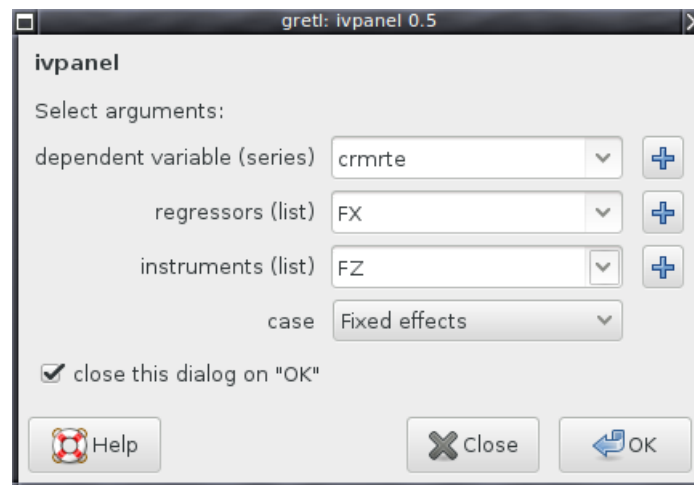 gretl: ivpanel 0.5
ivpanel
Select arguments:
dependent variable (series) crmrte
regressors (list) FX
instruments (list) FZ
case Fixed effects
close this dialog on "OK"
Help Close OK